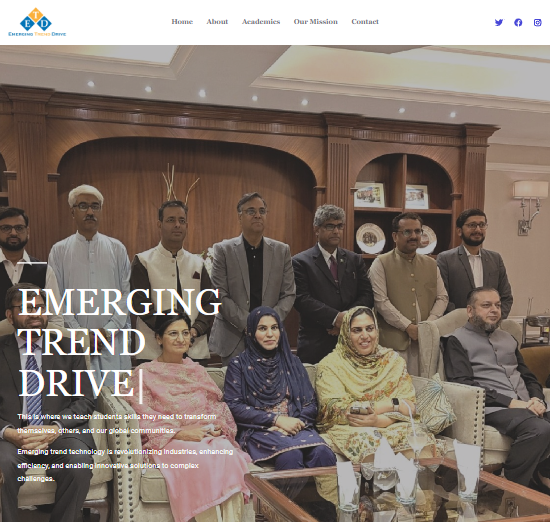 E T D
EMERGING TREND DRIVE
Home About Academics Our Mission Contact
EMERGING
TREND
DRIVE|
This is where we teach students skills they need to transform
themselves, others, and our global communities.
Emerging trend technology is revolutionizing industries, enhancing
efficiency, and enabling innovative solutions to complex
challenges.